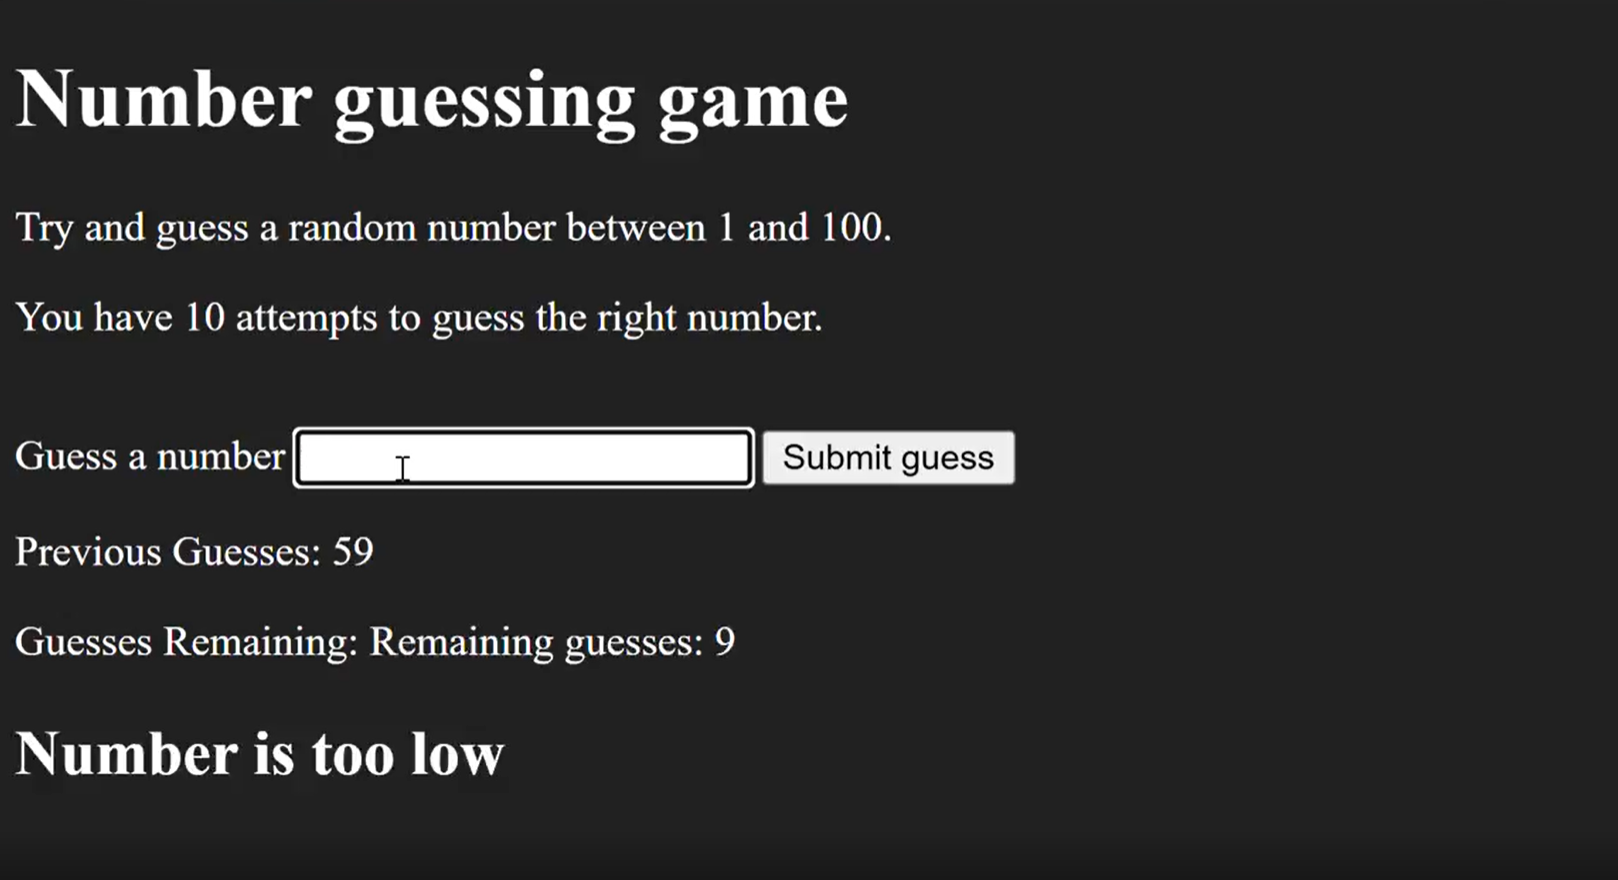 Number guessing game
Try and guess a random number between 1 and 100.
You have 10 attempts to guess the right number.
Guess a number Submit guess
Previous Guesses: 59
Guesses Remaining: Remaining guesses: 9
Number is too low